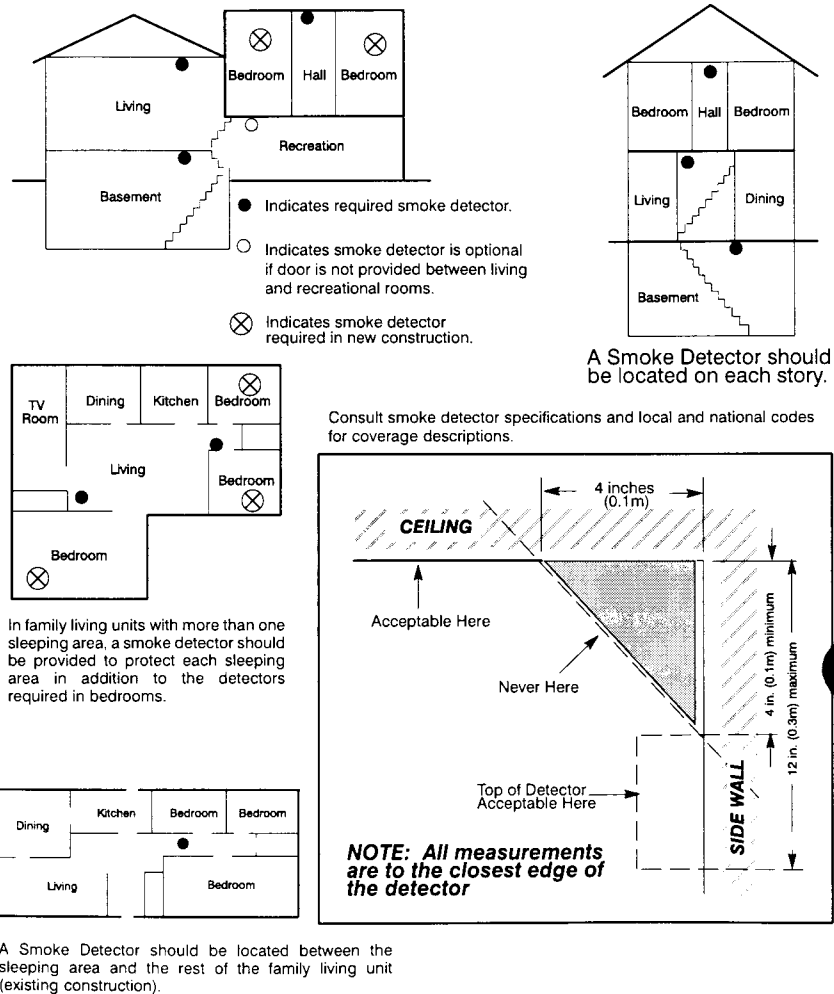 Bedroom
Hall
Bedroom
Living
Recreation
Basement
Indicates required smoke detector.
Indicates smoke detector is optional
if door is not provided between living
and recreational rooms.
Indicates smoke detector
required in new construction.
Bedroom
Hall
Bedroom
Living
Dining
Basement
A Smoke Detector should
be located on each story.
TV
Room
Dining
Kitchen
Bedroom
Living
Bedroom
Bedroom
In family living units with more than one
sleeping area, a smoke detector should
be provided to protect each sleeping
area in addition to the detectors
required in bedrooms.
Consult smoke detector specifications and local and national codes
for coverage descriptions.
4 inches
(0.1m)
CEILING
Acceptable Here
Never Here
4 in. (0.1m) minimum
12 in. (0.3m) maximum
Top of Detector
Acceptable Here
SIDE WALL
NOTE: All measurements
are to the closest edge of
the detector
Dining
Kitchen
Bedroom
Bedroom
Living
Bedroom
A Smoke Detector should be located between the
sleeping area and the rest of the family living unit
(existing construction).